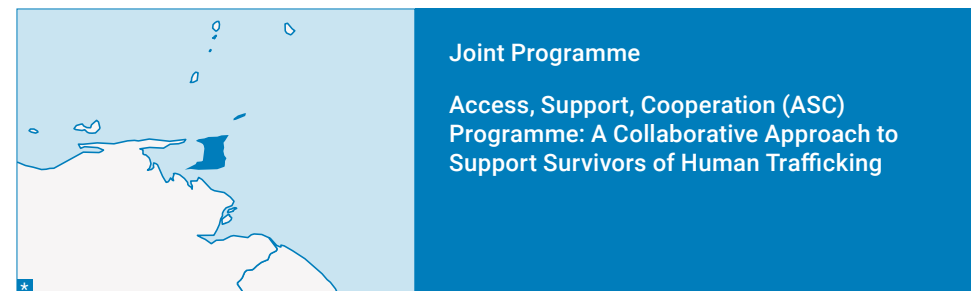 Joint Programme
Access, Support, Cooperation (ASC)
Programme: A Collaborative Approach to
Support Survivors of Human Trafficking
*